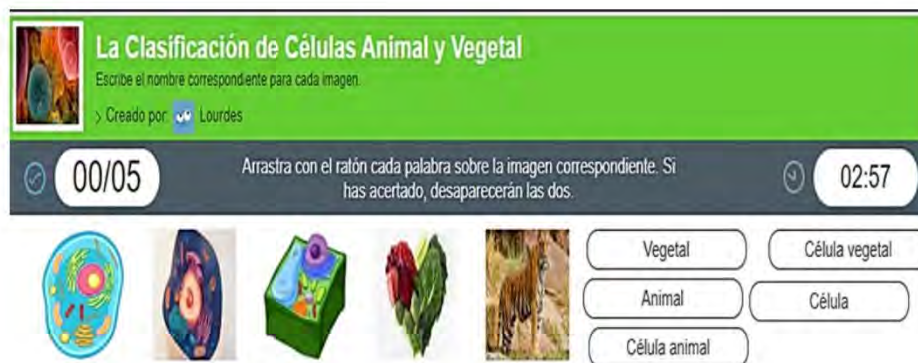 La Clasificación de Células Animal y Vegetal
Escribe el nombre correspondiente para cada imagen.
> Creado por: Lourdes
00/05
Arrastra con el ratón cada palabra sobre la imagen correspondiente. Si
has acertado, desaparecerán las dos.
02:57
Vegetal
Célula vegetal
Animal
Célula
Célula animal